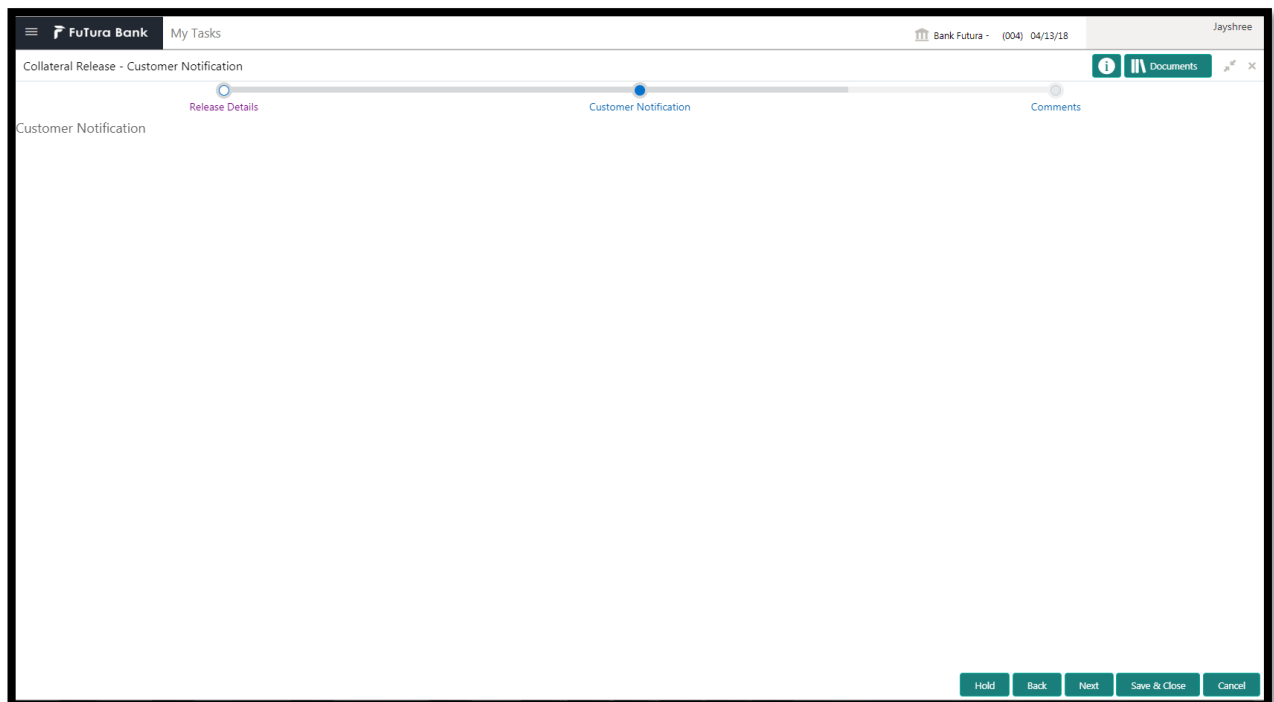 FuTura Bank My Tasks Bank Futura - (004) 04/13/18 Jayshree
Collateral Release - Customer Notification Documents
Release Details Customer Notification Comments
Customer Notification
Hold Back Next Save & Close Cancel